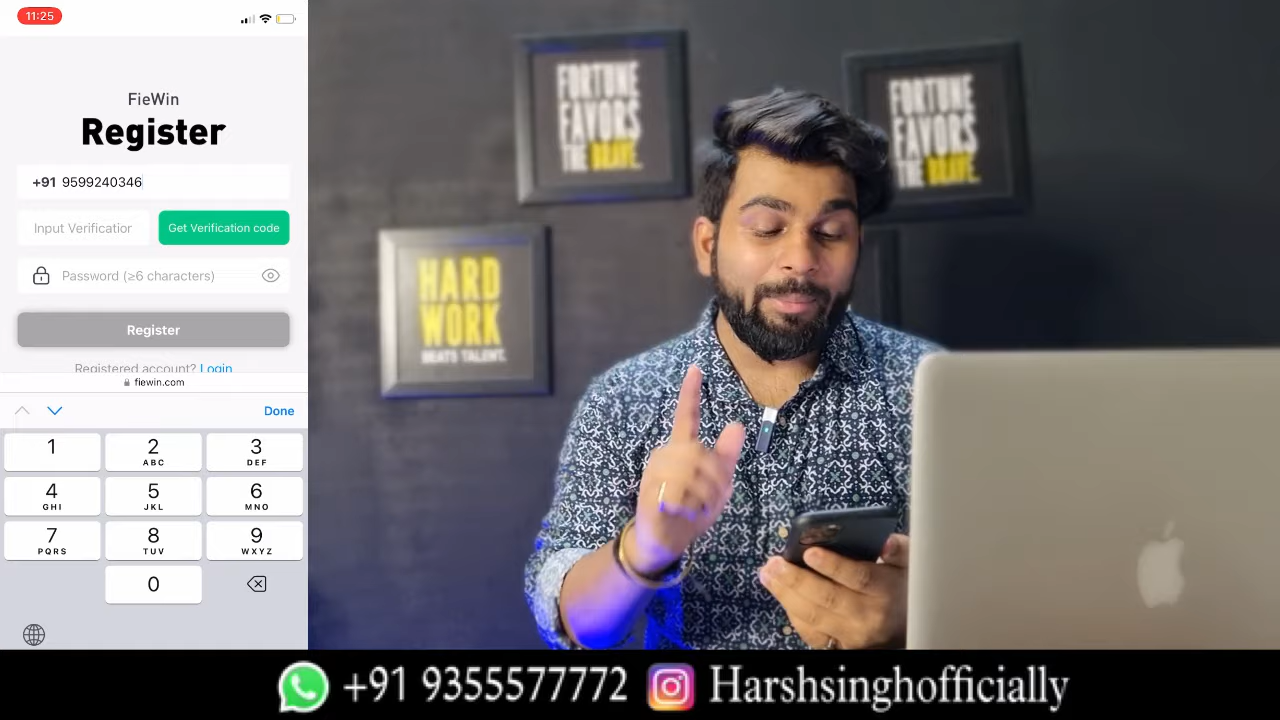 11:25
FieWin
Register
+91 9599240346
Input Verificatior
Get Verification code
Password (≥6 characters)
Register
Registered account? Login
fiewin.com
Done
1
2
ABC
3
DEF
4
GHI
5
JKL
6
MNO
7
PQRS
8
TUV
9
WXYZ
0
FORTUNE
FAVORS
THE BRAVE.
FORTUNE
FAVORS
THE BRAVE.
HARD
WORK
BEATS TALENT.
+91 9355577772
Harshsinghofficially